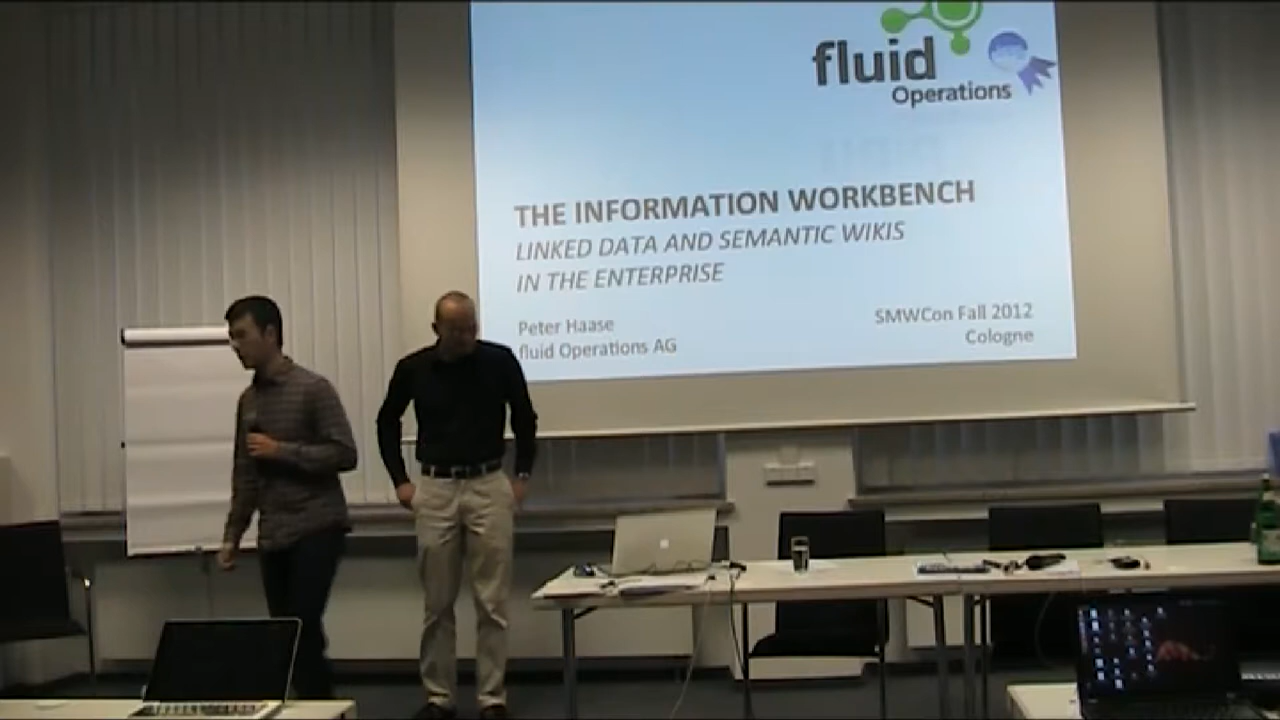 fluid
Operations
THE INFORMATION WORKBENCH
LINKED DATA AND SEMANTIC WIKIS
IN THE ENTERPRISE
Peter Haase
fluid Operations AG
SMWCon Fall 2012
Cologne